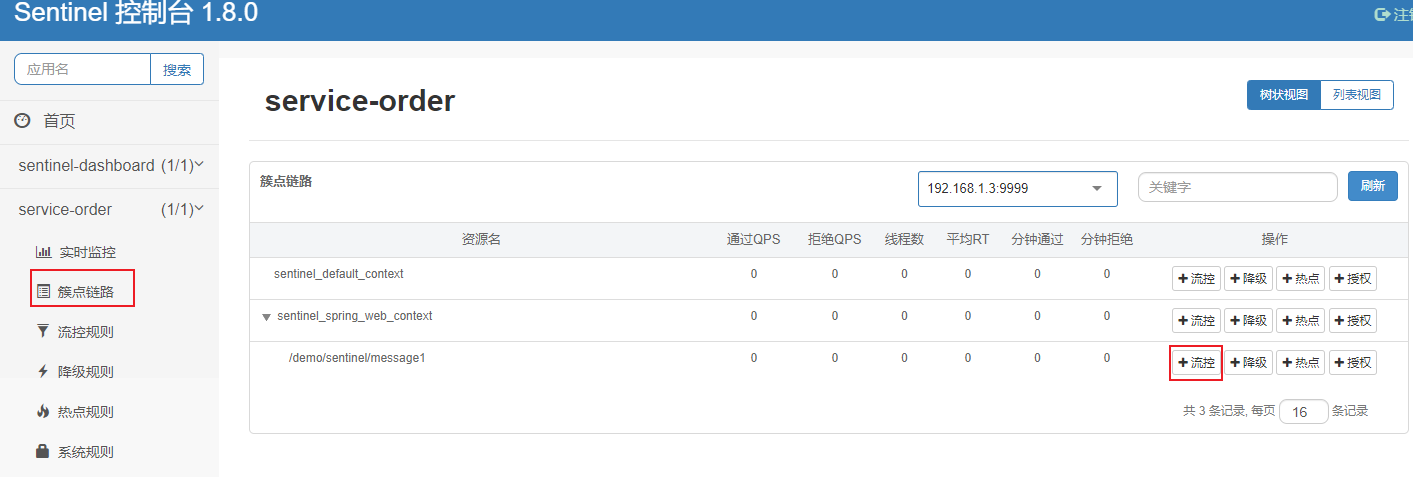 Sentinel 控制台 1.8.0
应用名 搜索
首页
sentinel-dashboard (1/1)
service-order (1/1)
实时监控
簇点链路
流控规则
降级规则
热点规则
系统规则
service-order
树状视图 列表视图
簇点链路 192.168.1.3:9999 关键字 刷新
资源名 通过QPS 拒绝QPS 线程数 平均RT 分钟通过 分钟拒绝 操作
sentinel_default_context 0 0 0 0 0 0 +流控 +降级 +热点 +授权
sentinel_spring_web_context 0 0 0 0 0 0 +流控 +降级 +热点 +授权
/demo/sentinel/message1 0 0 0 0 0 0 +流控 +降级 +热点 +授权
共 3 条记录, 每页 16 条记录